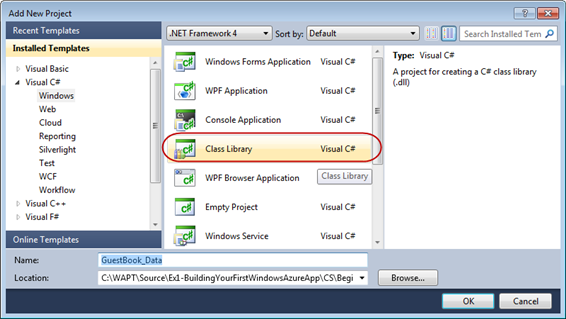 Add New Project
Recent Templates
Installed Templates
Visual Basic
Visual C#
Windows
Web
Cloud
Reporting
Silverlight
Test
WCF
Workflow
Visual C++
Visual F#
Online Templates
.NET Framework 4
Sort by: Default
Search Installed Tem
Windows Forms Application Visual C#
WPF Application Visual C#
Console Application Visual C#
Class Library Visual C#
WPF Browser Application Class Library
Empty Project Visual C#
Windows Service Visual C#
Type: Visual C#
A project for creating a C# class library
(.dll)
Name: GuestBook_Data
Location: C:\WAPT\Source\Ex1-BuildingYourFirstWindowsAzureApp\CS\Begi
Browse...
OK Cancel